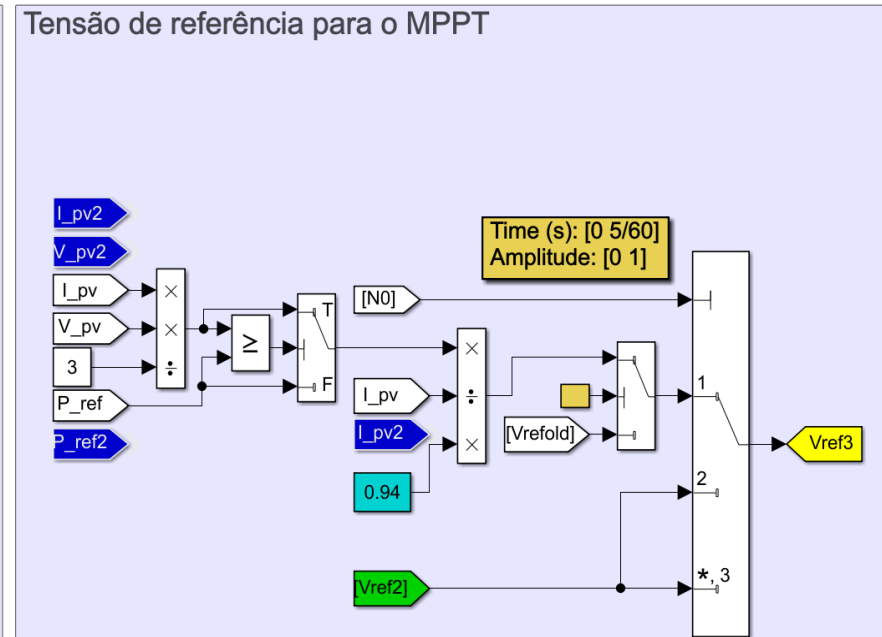 Tensão de referência para o MPPT
I_pv2
V_pv2
I_pv
V_pv
3
P_ref
P_ref2
×
×
÷
≥
T
F
[N0]
I_pv
I_pv2
0.94
×
÷
×
Time (s): [0 5/60]
Amplitude: [0 1]
[Vrefold]
[Vref2]
1
2
*, 3
Vref3